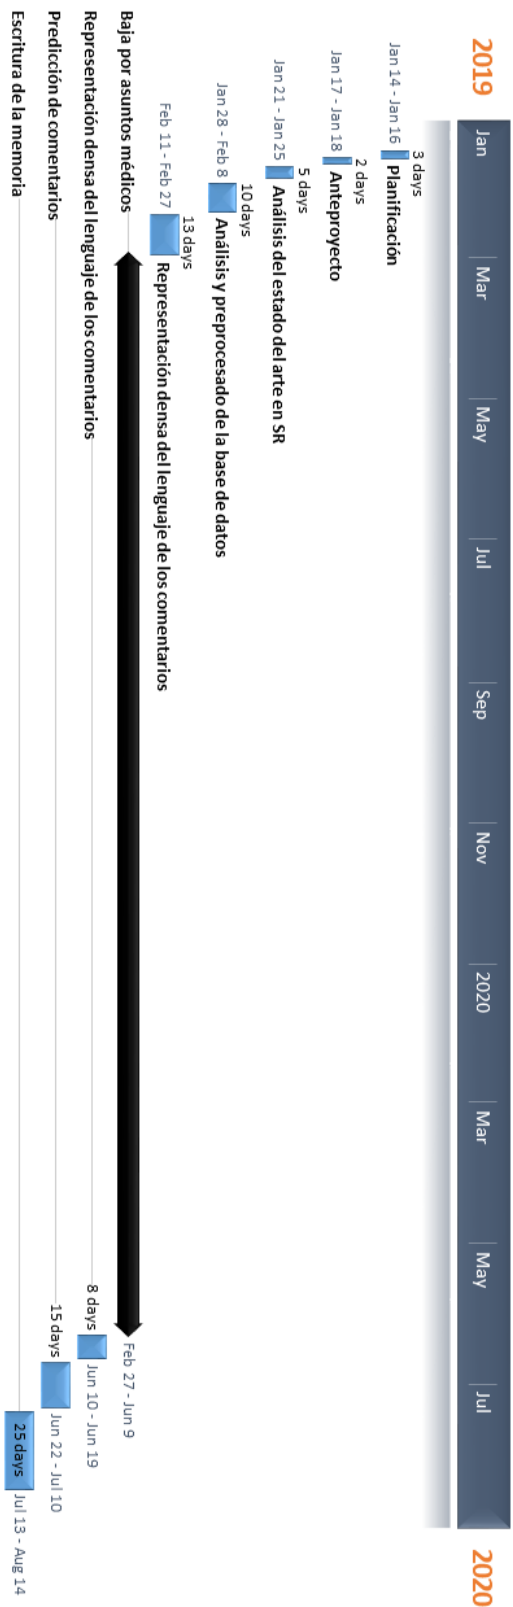 2019
Jan
Mar
May
Jul
Sep
Nov
2020
Mar
May
Jul
2020
3 days
Jan 14 - Jan 16
Planificación
2 days
Jan 17 - Jan 18
Anteproyecto
5 days
Jan 21 - Jan 25
Análisis del estado del arte en SR
10 days
Jan 28 - Feb 8
Análisis y preprocesado de la base de datos
13 days
Feb 11 - Feb 27
Representación densa del lenguaje de los comentarios
Baja por asuntos médicos
Feb 27 - Jun 9
Representación densa del lenguaje de los comentarios
8 days
Jun 10 - Jun 19
Predicción de comentarios
15 days
Jun 22 - Jul 10
Escritura de la memoria
25 days
Jul 13 - Aug 14